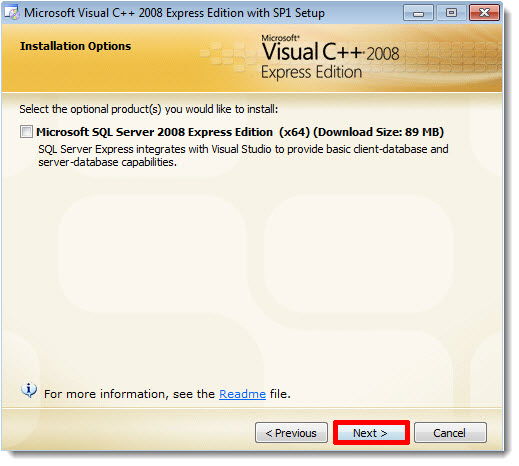 Microsoft Visual C++ 2008 Express Edition with SP1 Setup
Installation Options
Microsoft®
Visual C++ 2008
Express Edition
Select the optional product(s) you would like to install:
Microsoft SQL Server 2008 Express Edition (x64) (Download Size: 89 MB)
SQL Server Express integrates with Visual Studio to provide basic client-database and
server-database capabilities.
For more information, see the Readme file.
< Previous
Next >
Cancel